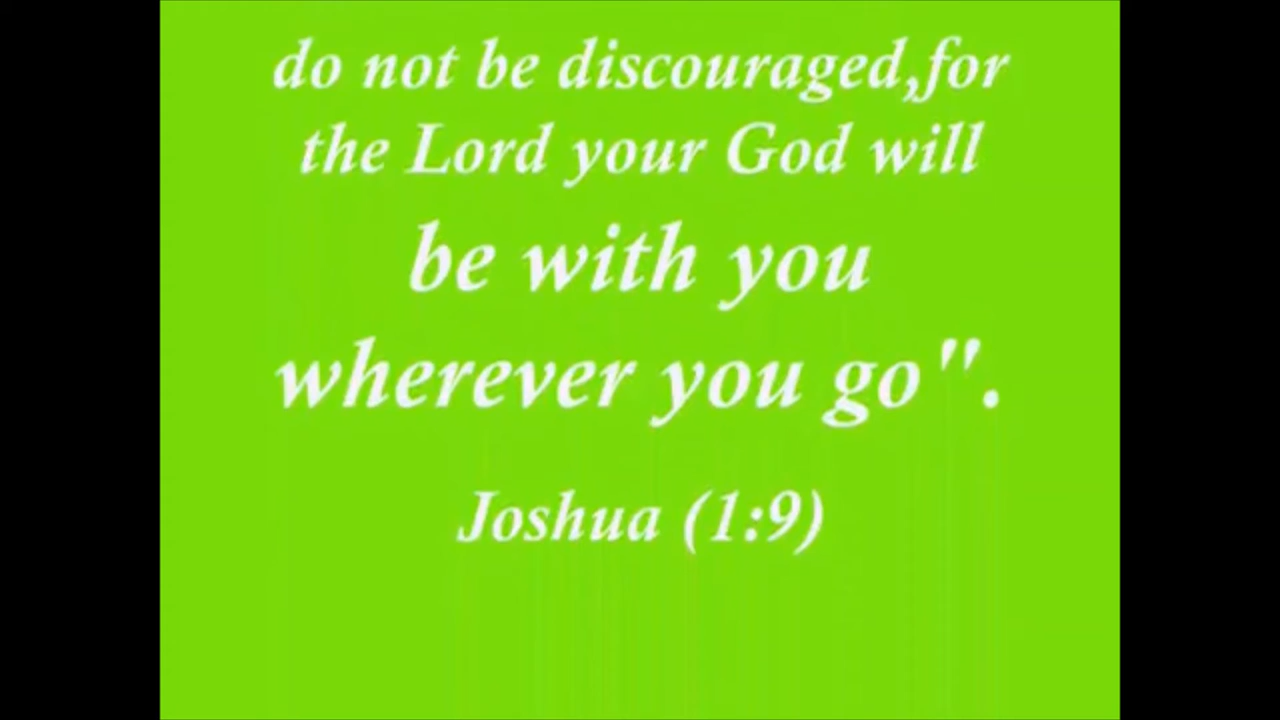 do not be discouraged,for
the Lord your God will
be with you
wherever you go".
Joshua (1:9)